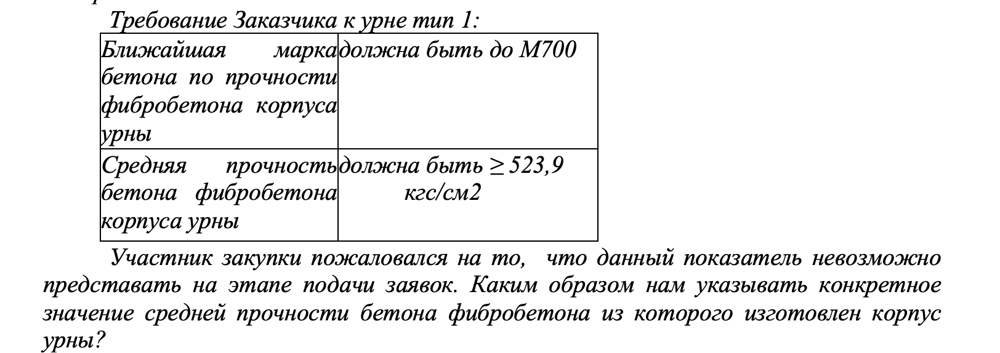 Требование Заказчика к урне тип 1:
Ближайшая марка должна быть до М700
бетона по прочности
фибробетона корпуса
урны
Средняя прочность должна быть ≥ 523,9
бетона фибробетона кгс/см2
корпуса урны
Участник закупки пожаловался на то, что данный показатель невозможно
представать на этапе подачи заявок. Каким образом нам указывать конкретное
значение средней прочности бетона фибробетона из которого изготовлен корпус
урны?